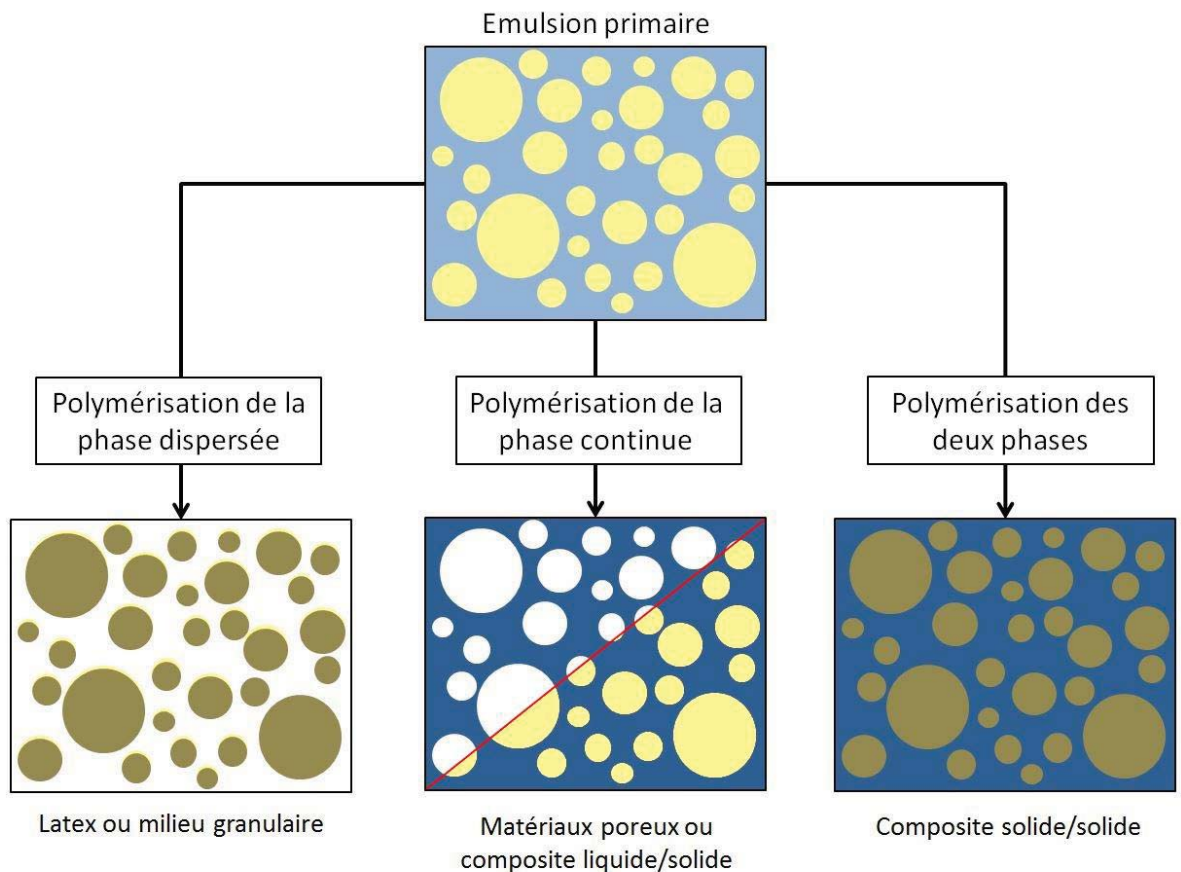 Emulsion primaire
Polymérisation de la
phase dispersée
Polymérisation de la
phase continue
Polymérisation des
deux phases
Latex ou milieu granulaire
Matériaux poreux ou
composite liquide/solide
Composite solide/solide